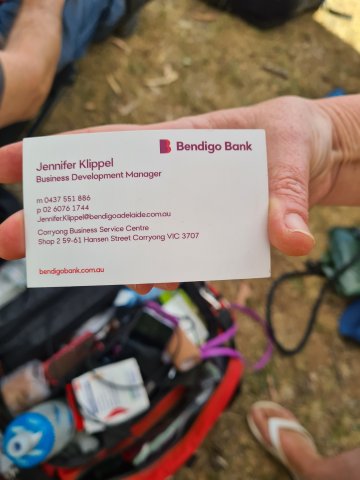 Bendigo Bank
Jennifer Klippel
Business Development Manager
m 0437 551 886
p 02 6076 1744
Jennifer.Klippel@bendigoadelaide.com.au
Corryong Business Service Centre
Shop 2 59-61 Hansen Street Corryong VIC 3707
bendigobank.com.au